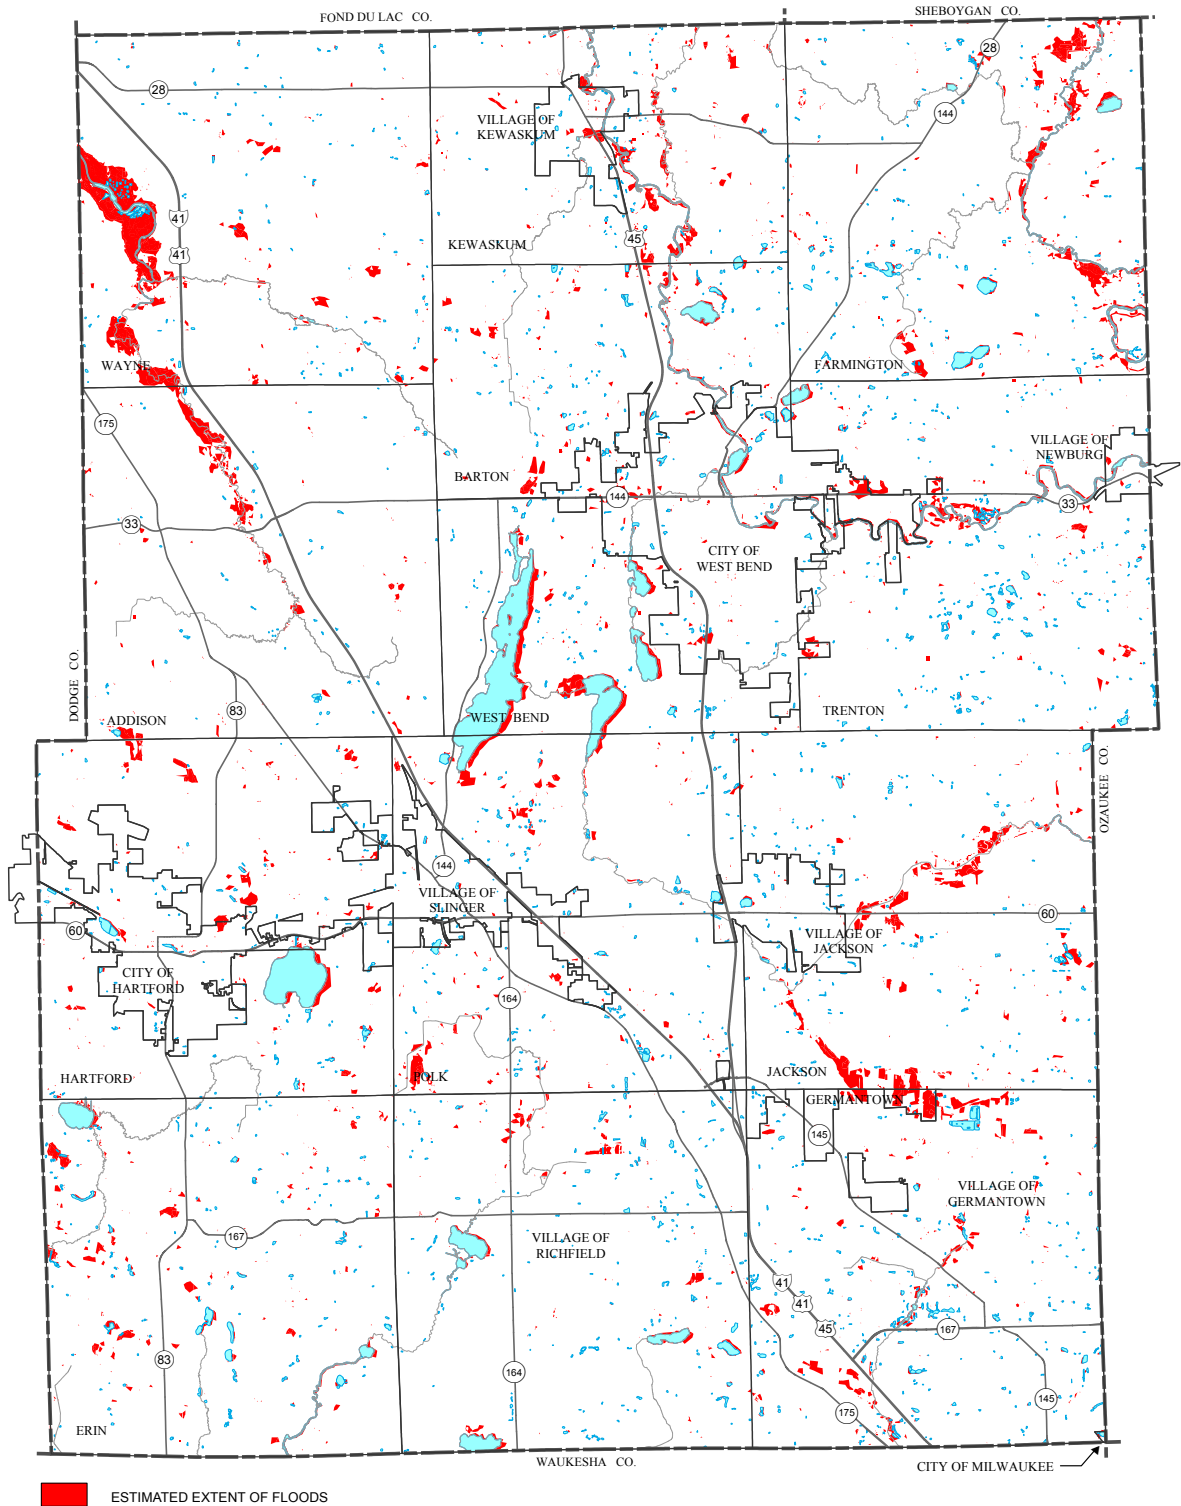 FOND DU LAC CO.
SHEBOYGAN CO.
28
28
144
VILLAGE OF
KEWASKUM
41
41
45
KEWASKUM
WAYNE
FARMINGTON
175
VILLAGE OF
NEWBURG
BARTON
144
33
33
CITY OF
WEST BEND
DODGE CO.
83
ADDISON
WEST BEND
TRENTON
OZAUKEE CO.
144
VILLAGE OF
SLINGER
60
60
VILLAGE OF
JACKSON
CITY OF
HARTFORD
164
HARTFORD
POLK
JACKSON
GERMANTOWN
145
VILLAGE OF
GERMANTOWN
167
VILLAGE OF
RICHFIELD
41
41
45
167
83
164
145
175
ERIN
WAUKESHA CO.
CITY OF MILWAUKEE
ESTIMATED EXTENT OF FLOODS